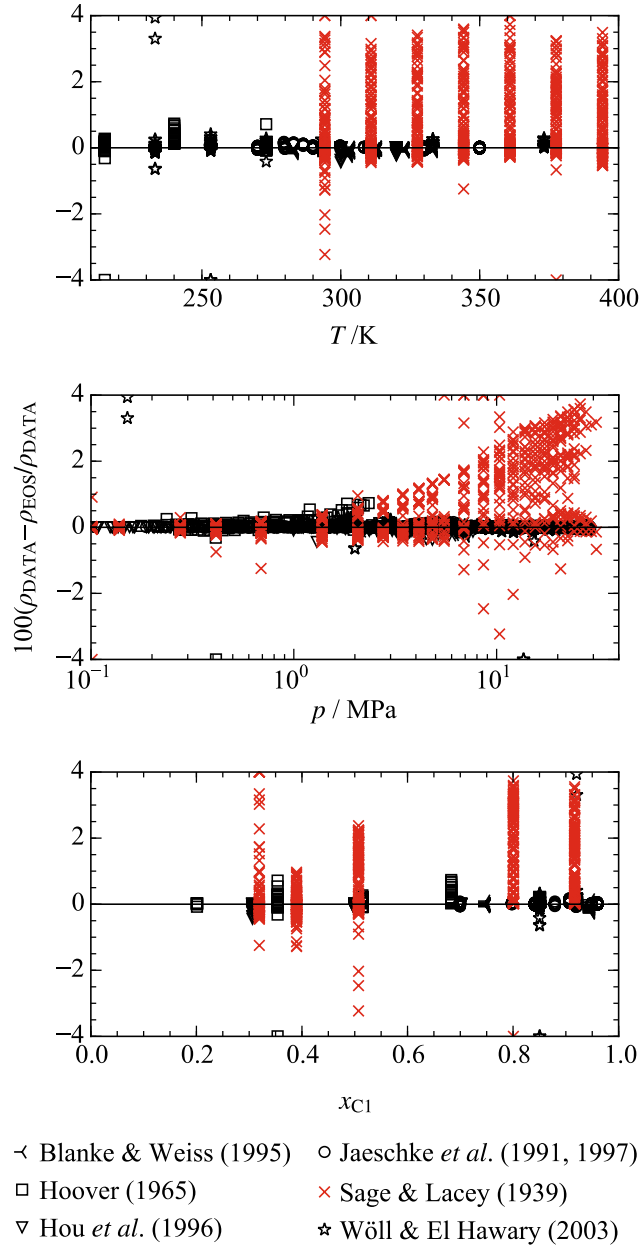 4
2
0
−2
−4
250 300 350 400
T /K
100(ρDATA−ρEOS/ρDATA
4
2
0
−2
−4
10−1 100 101
p / MPa
4
2
0
−2
−4
0.0 0.2 0.4 0.6 0.8 1.0
xC1
Blanke & Weiss (1995) Jaeschke et al. (1991, 1997)
Hoover (1965) Sage & Lacey (1939)
Hou et al. (1996) Wöll & El Hawary (2003)